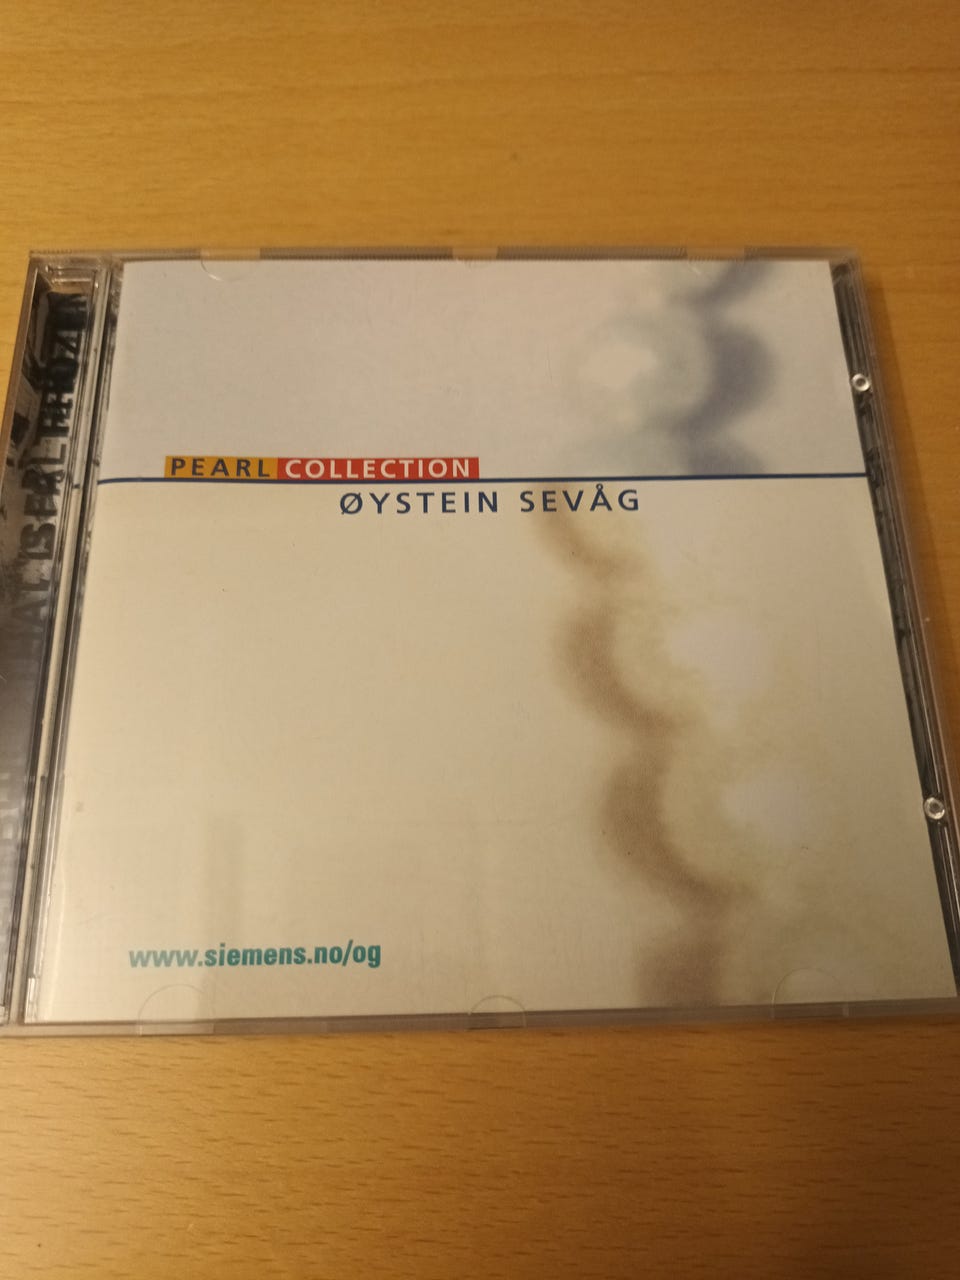 PEARL COLLECTION
ØYSTEIN SEVÅG
www.siemens.no/og